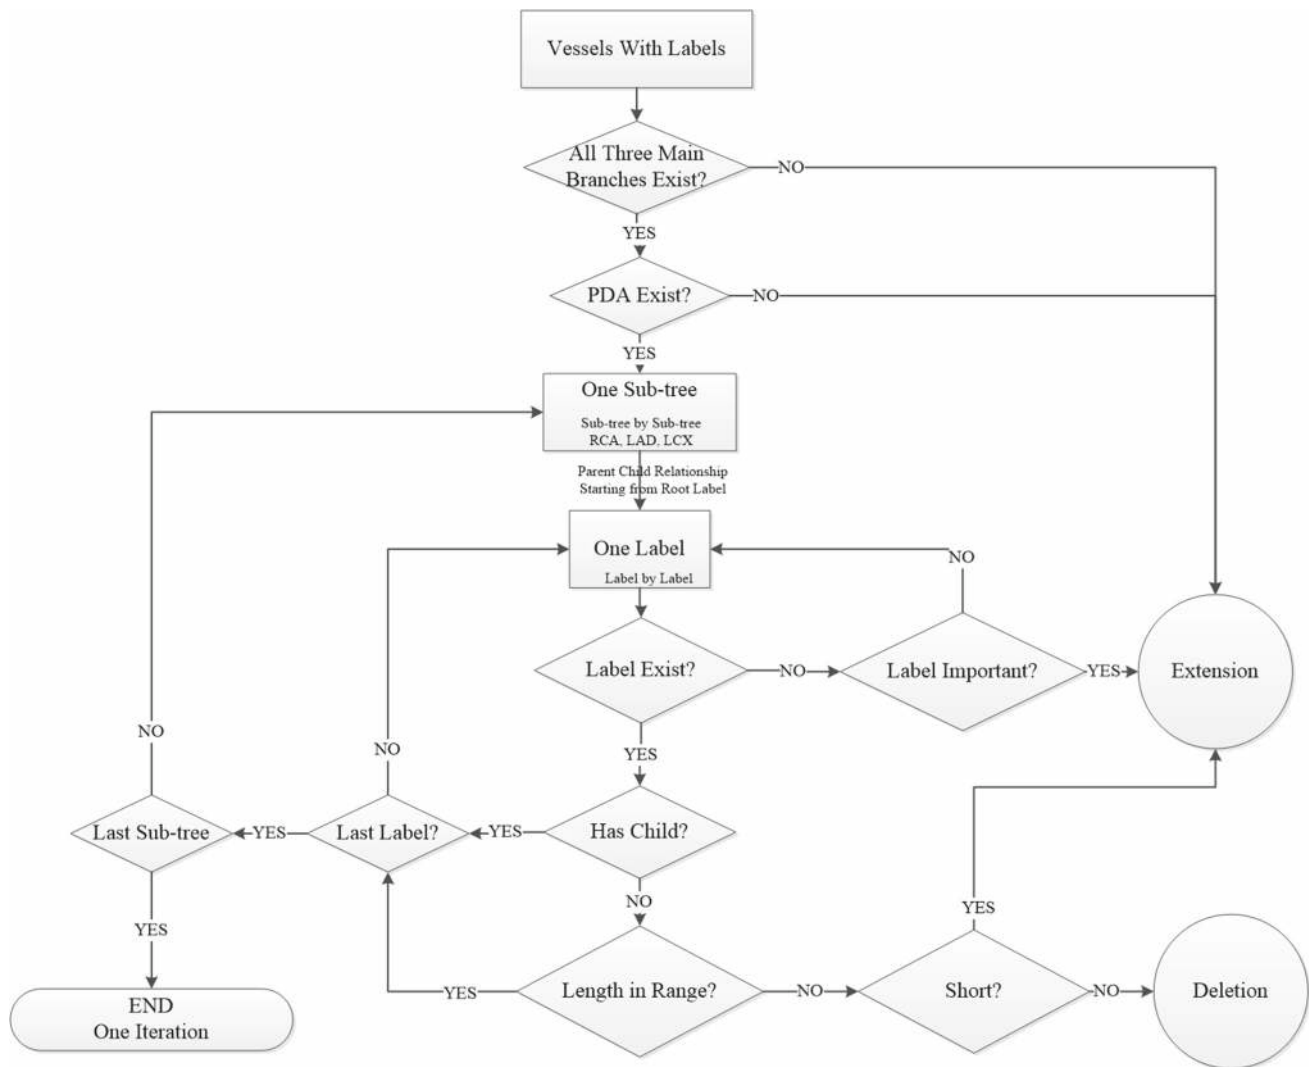 Vessels With Labels
All Three Main
Branches Exist?
NO
YES
PDA Exist?
NO
YES
One Sub-tree
Sub-tree by Sub-tree
RCA, LAD, LCX
Parent Child Relationship
Starting from Root Label
One Label
Label by Label
NO
Label Exist?
NO
Label Important?
YES
Extension
NO
NO
YES
Last Sub-tree
YES
Last Label?
YES
Has Child?
NO
YES
YES
END
One Iteration
YES
Length in Range?
NO
Short?
NO
Deletion